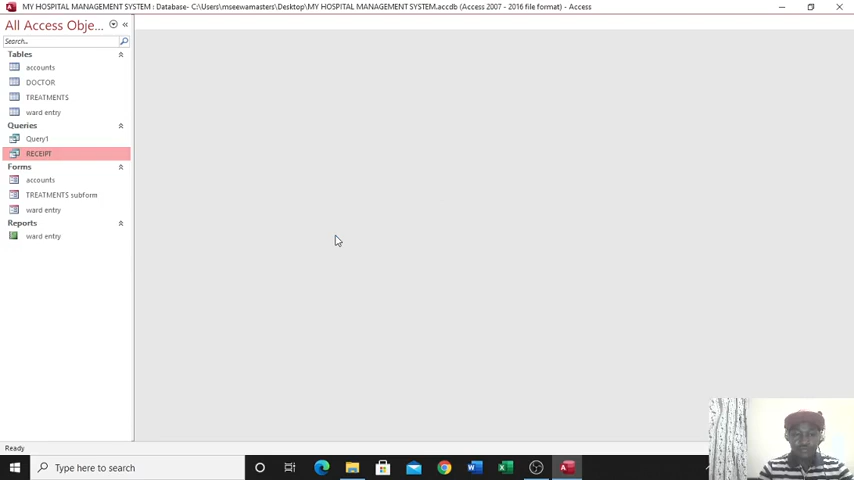 MY HOSPITAL MANAGEMENT SYSTEM : Database- C:\Users\mseewamasters\Desktop\MY HOSPITAL MANAGEMENT SYSTEM.accdb (Access 2007 - 2016 file format) - Access
All Access Obje...
Search...
Tables
accounts
DOCTOR
TREATMENTS
ward entry
Queries
Query1
RECEIPT
Forms
accounts
TREATMENTS subform
ward entry
Reports
ward entry
Ready
Type here to search